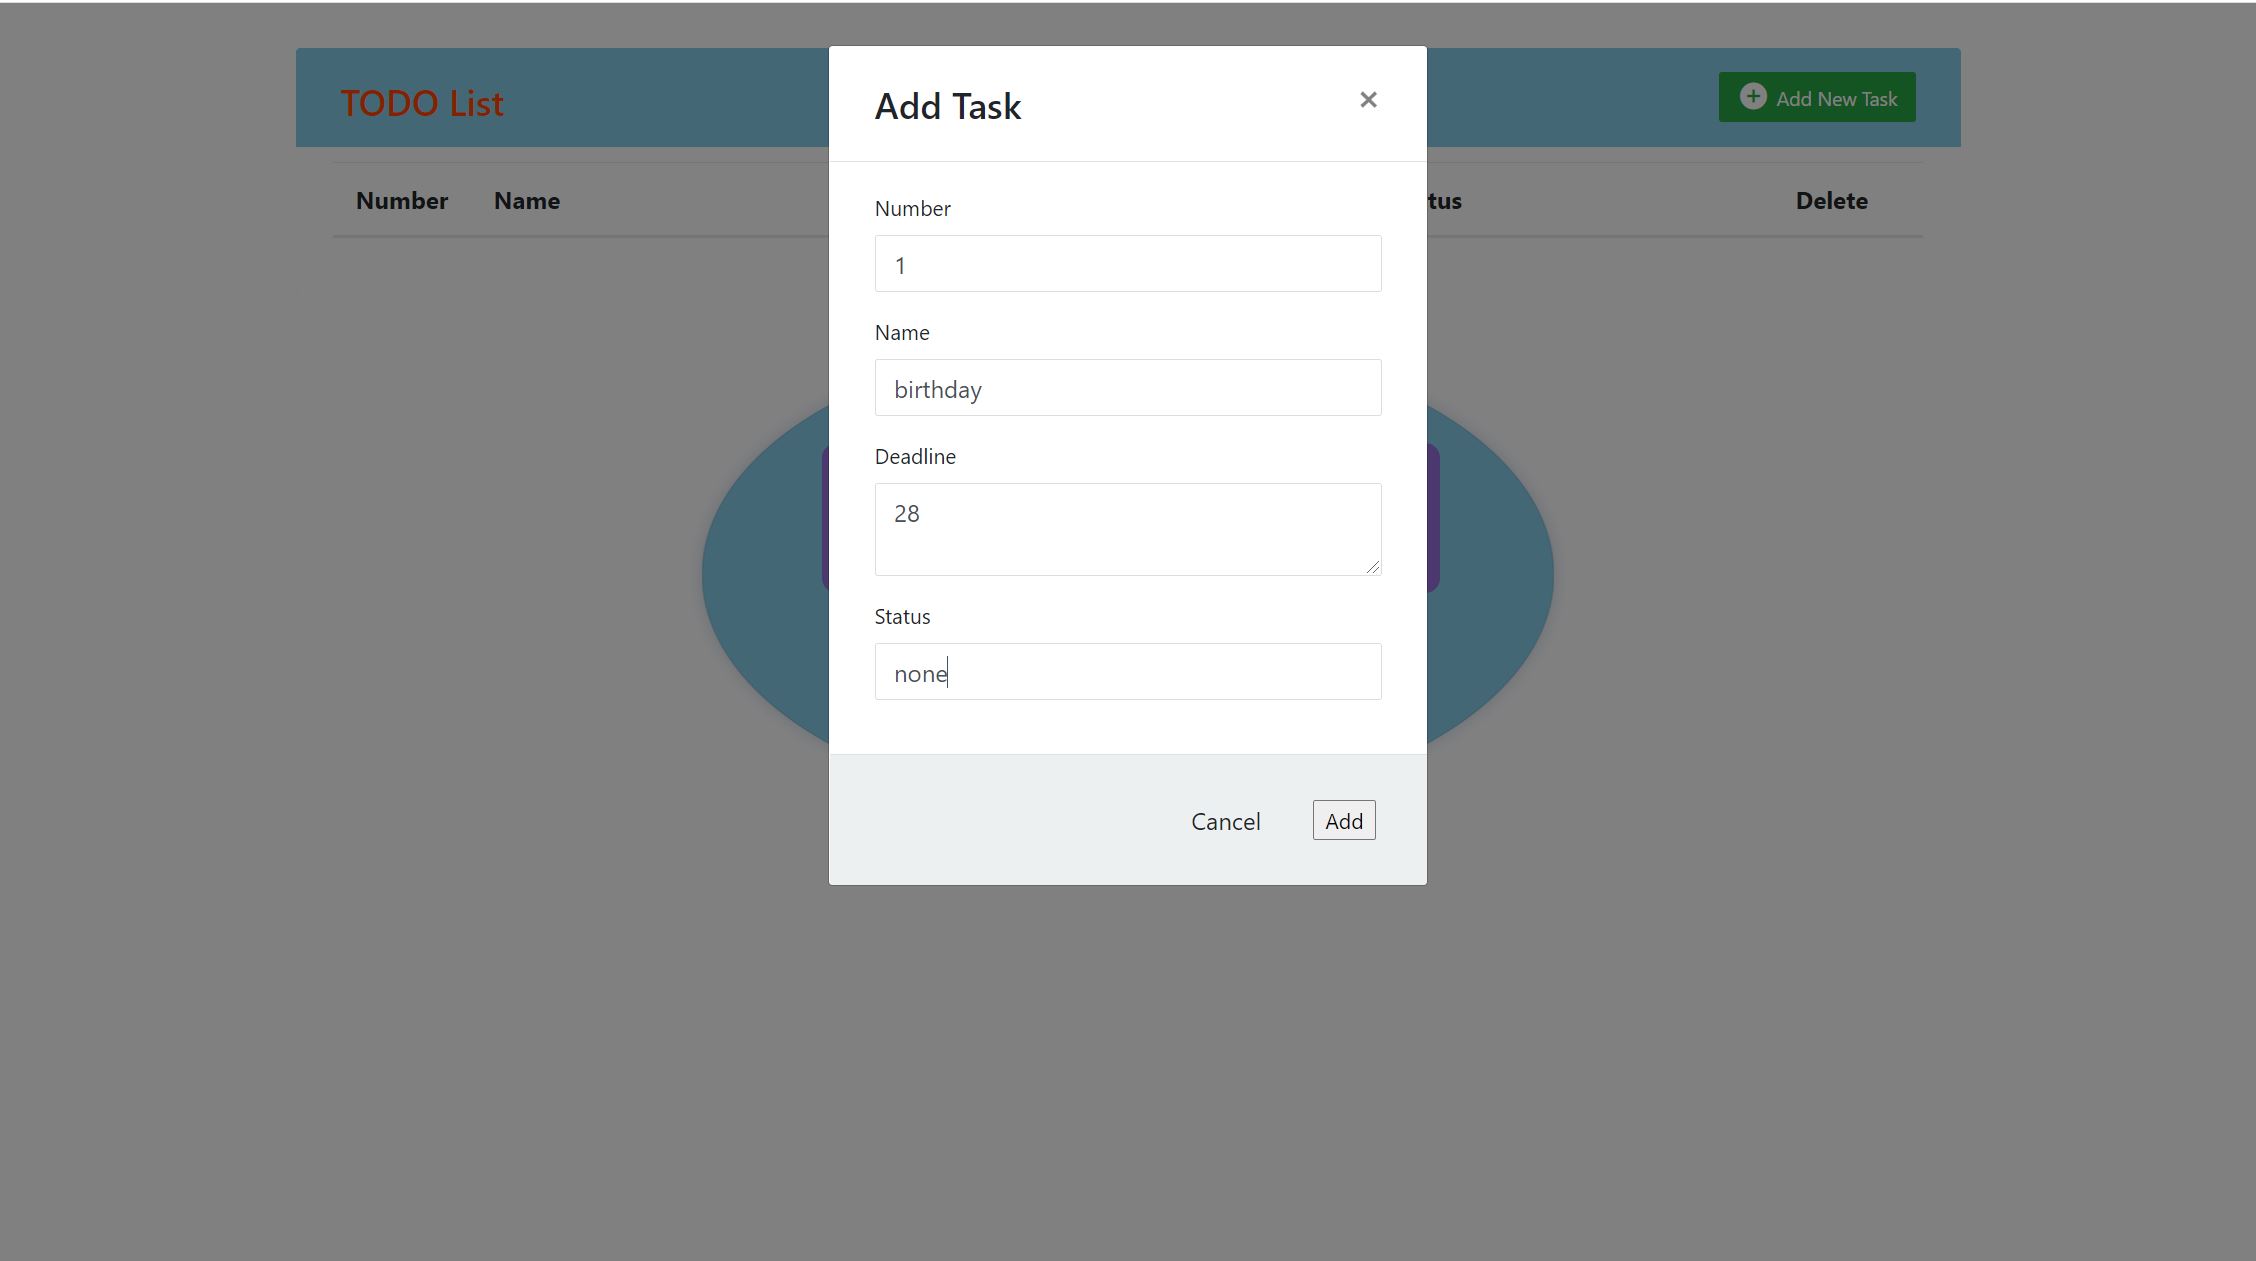 TODO List
Add New Task
Number Name tus Delete
Add Task
Number
1
Name
birthday
Deadline
28
Status
none
Cancel Add